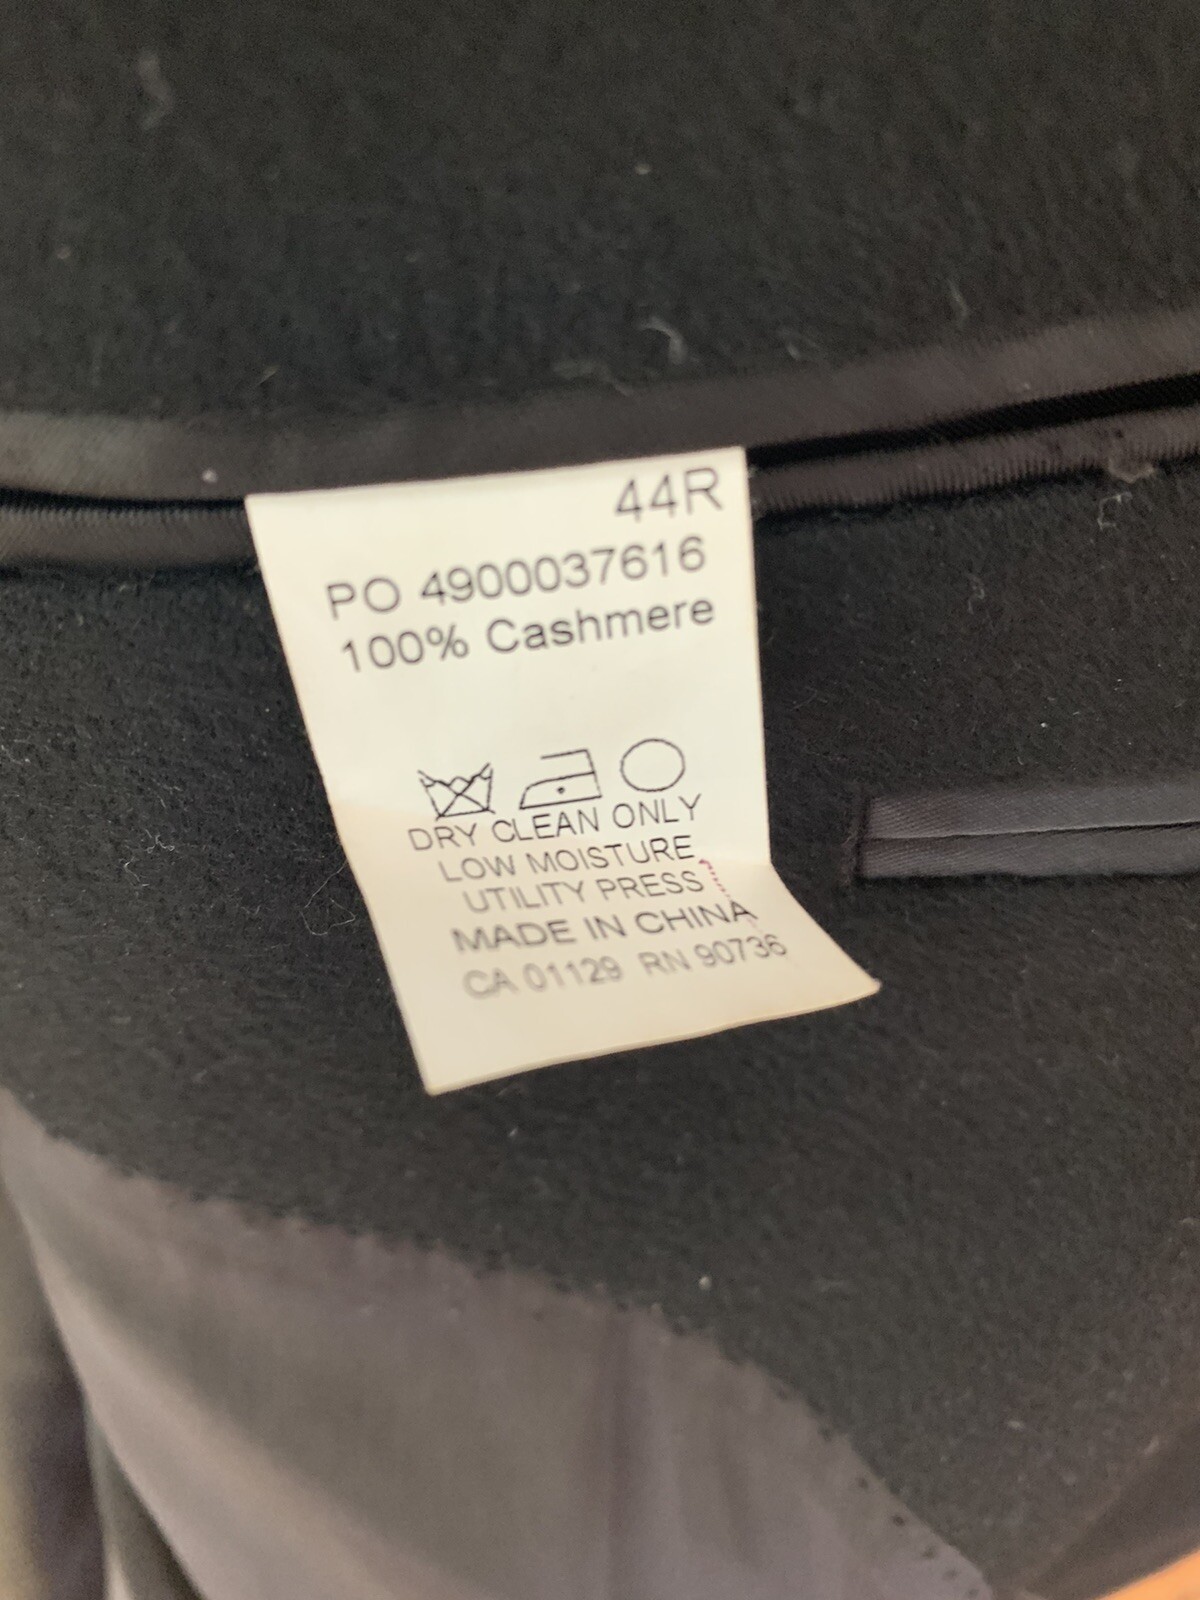 44R
PO 4900037616
100% Cashmere
DRY CLEAN ONLY
LOW MOISTURE
UTILITY PRESS
MADE IN CHINA
CA 01129 RN 90736